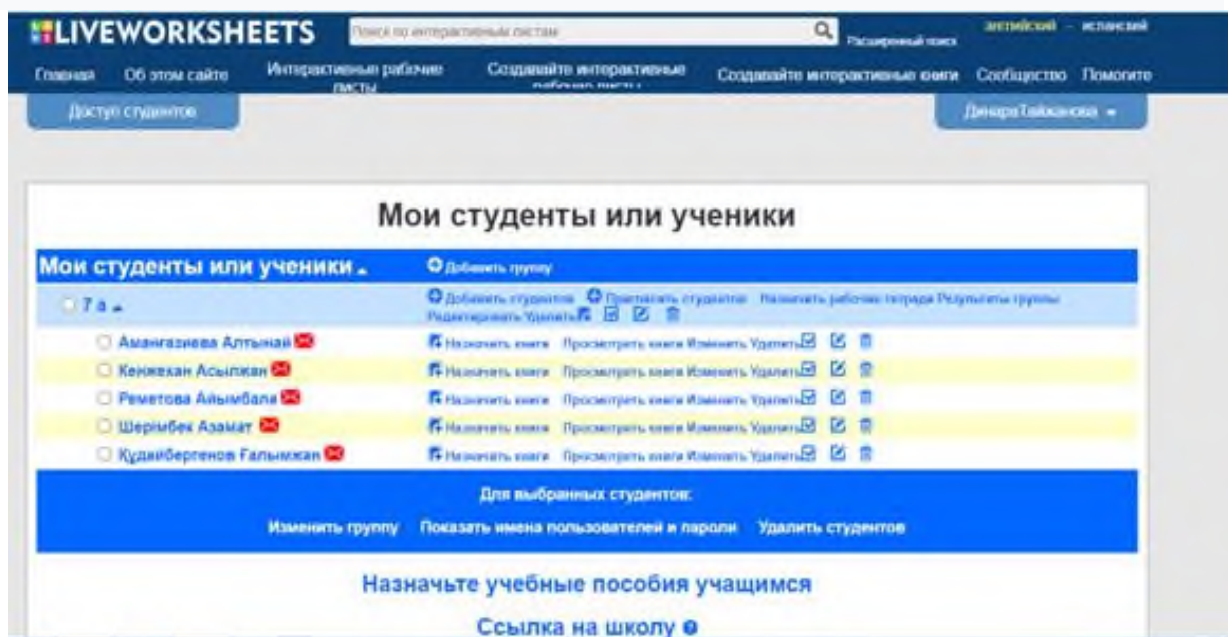 LIVEWORKSHEETS Поиск по интерактивным листам Расширенный поиск английский - испанский
Главная Об этом сайте Интерактивные рабочие листы Создавайте интерактивные рабочие листы Создавайте интерактивные книги Сообщество Помогите
Доступ студентов
Мои студенты или ученики
Мои студенты или ученики Добавить группу
7 а Добавить студентов Пригласить студентов Назначить рабочие тетради Результаты группы
Редактировать Удалить
Амангазиева Алтынай Назначить книги Просмотреть книги Изменить Удалить
Кенжехан Асылжан Назначить книги Просмотреть книги Изменить Удалить
Реметова Айымбала Назначить книги Просмотреть книги Изменить Удалить
Шерімбек Азамат Назначить книги Просмотреть книги Изменить Удалить
Құдайбергенов Ғалымжан Назначить книги Просмотреть книги Изменить Удалить
Для выбранных студентов:
Изменить группу Показать имена пользователей и пароли Удалить студентов
Назначьте учебные пособия учащимся
Ссылка на школу